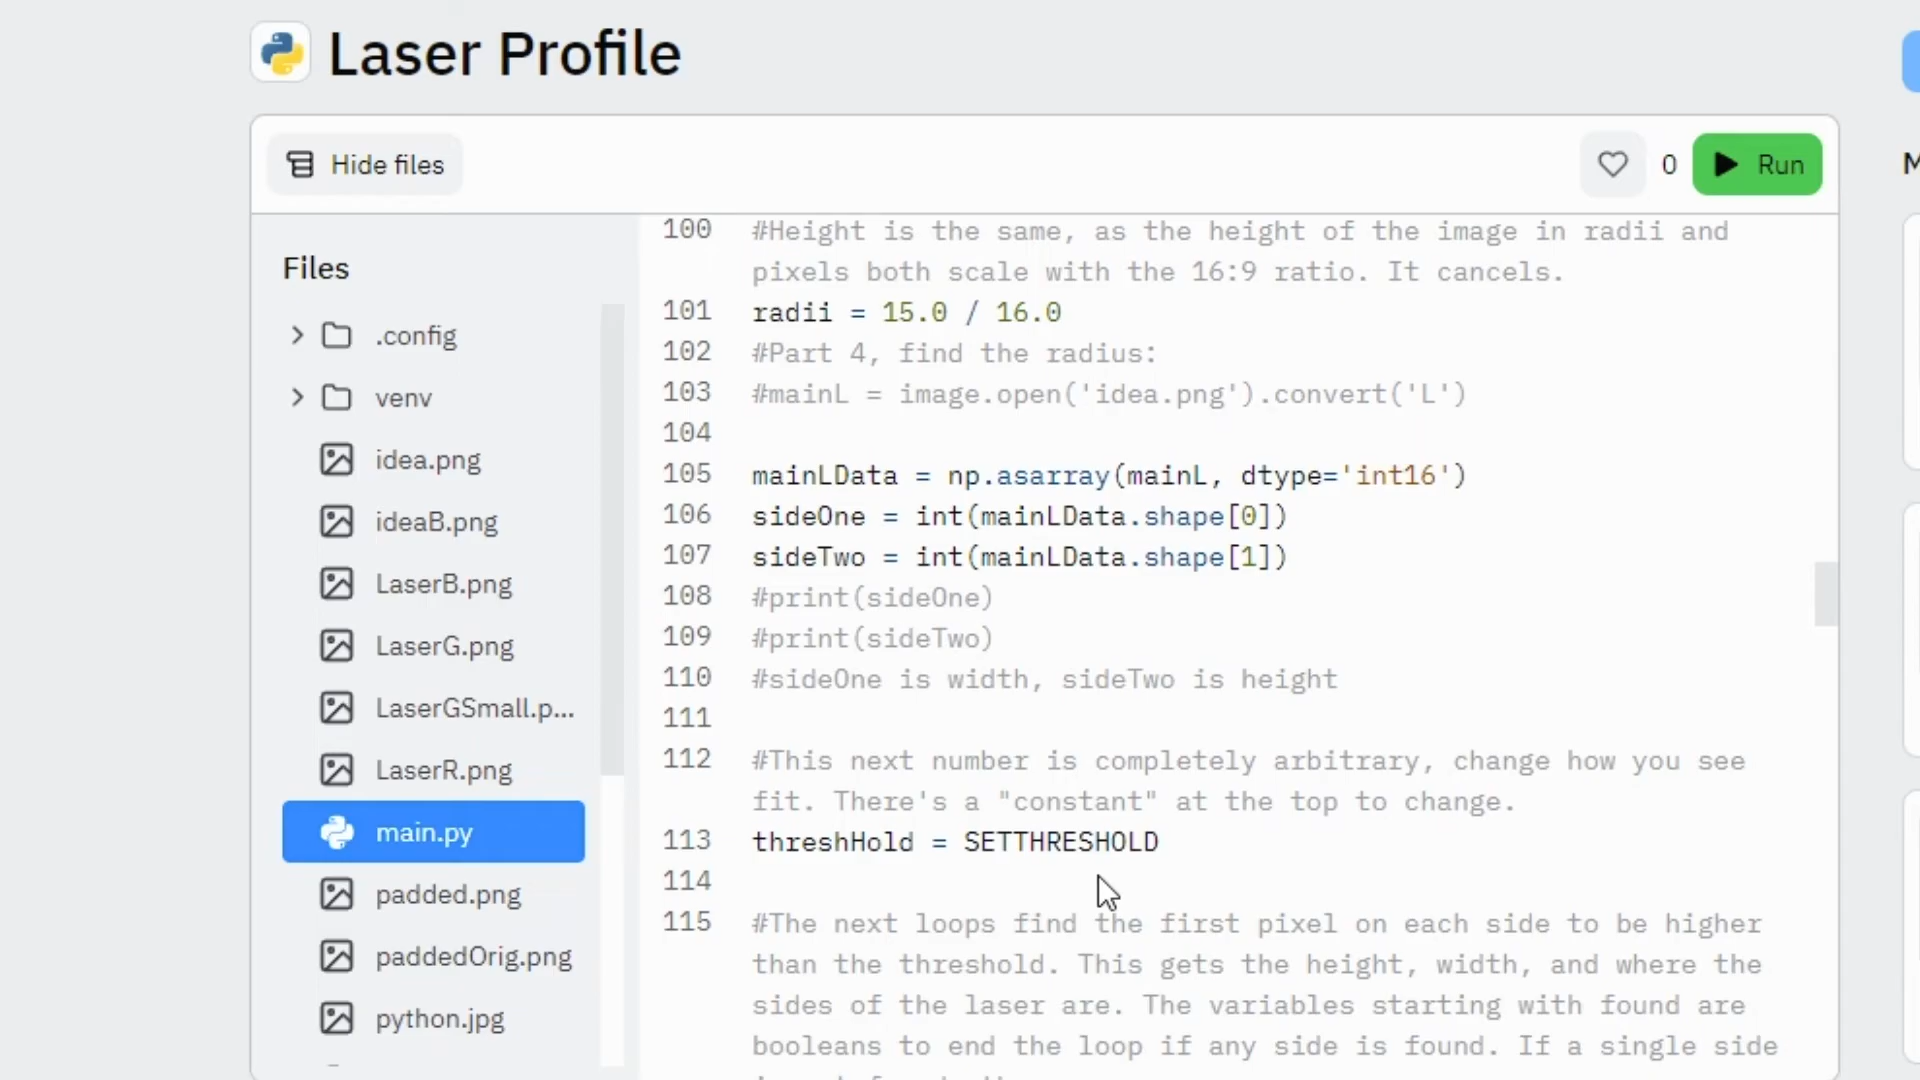 Laser Profile
Hide files
0
Run
M
Files
.config
venv
idea.png
ideaB.png
LaserB.png
LaserG.png
LaserGSmall.p...
LaserR.png
main.py
padded.png
paddedOrig.png
python.jpg
100 #Height is the same, as the height of the image in radii and
pixels both scale with the 16:9 ratio. It cancels.
101 radii = 15.0 / 16.0
102 #Part 4, find the radius:
103 #mainL = image.open('idea.png').convert('L')
104
105 mainLData = np.asarray(mainL, dtype='int16')
106 sideOne = int(mainLData.shape[0])
107 sideTwo = int(mainLData.shape[1])
108 #print(sideOne)
109 #print(sideTwo)
110 #sideOne is width, sideTwo is height
111
112 #This next number is completely arbitrary, change how you see
fit. There's a "constant" at the top to change.
113 threshHold = SETTHRESHOLD
114
115 #The next loops find the first pixel on each side to be higher
than the threshold. This gets the height, width, and where the
sides of the laser are. The variables starting with found are
booleans to end the loop if any side is found. If a single side